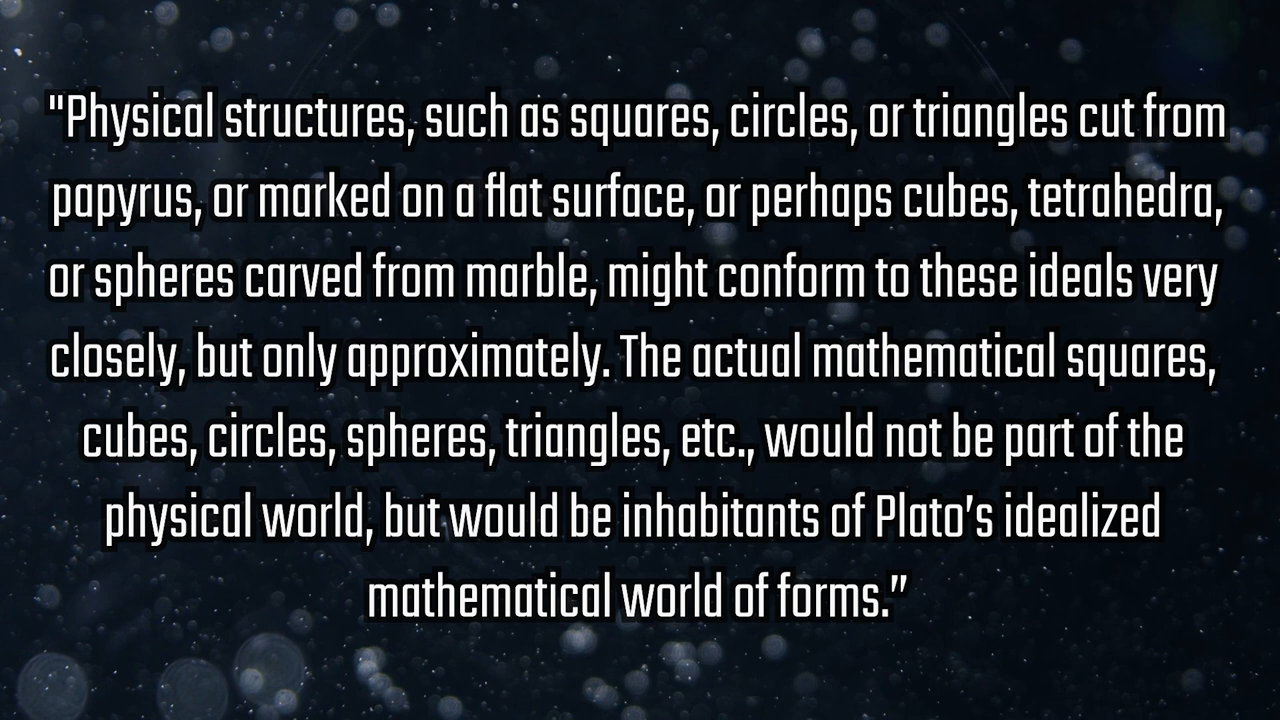 "Physical structures, such as squares, circles, or triangles cut from
papyrus, or marked on a flat surface, or perhaps cubes, tetrahedra,
or spheres carved from marble, might conform to these ideals very
closely, but only approximately. The actual mathematical squares,
cubes, circles, spheres, triangles, etc., would not be part of the
physical world, but would be inhabitants of Plato’s idealized
mathematical world of forms.”